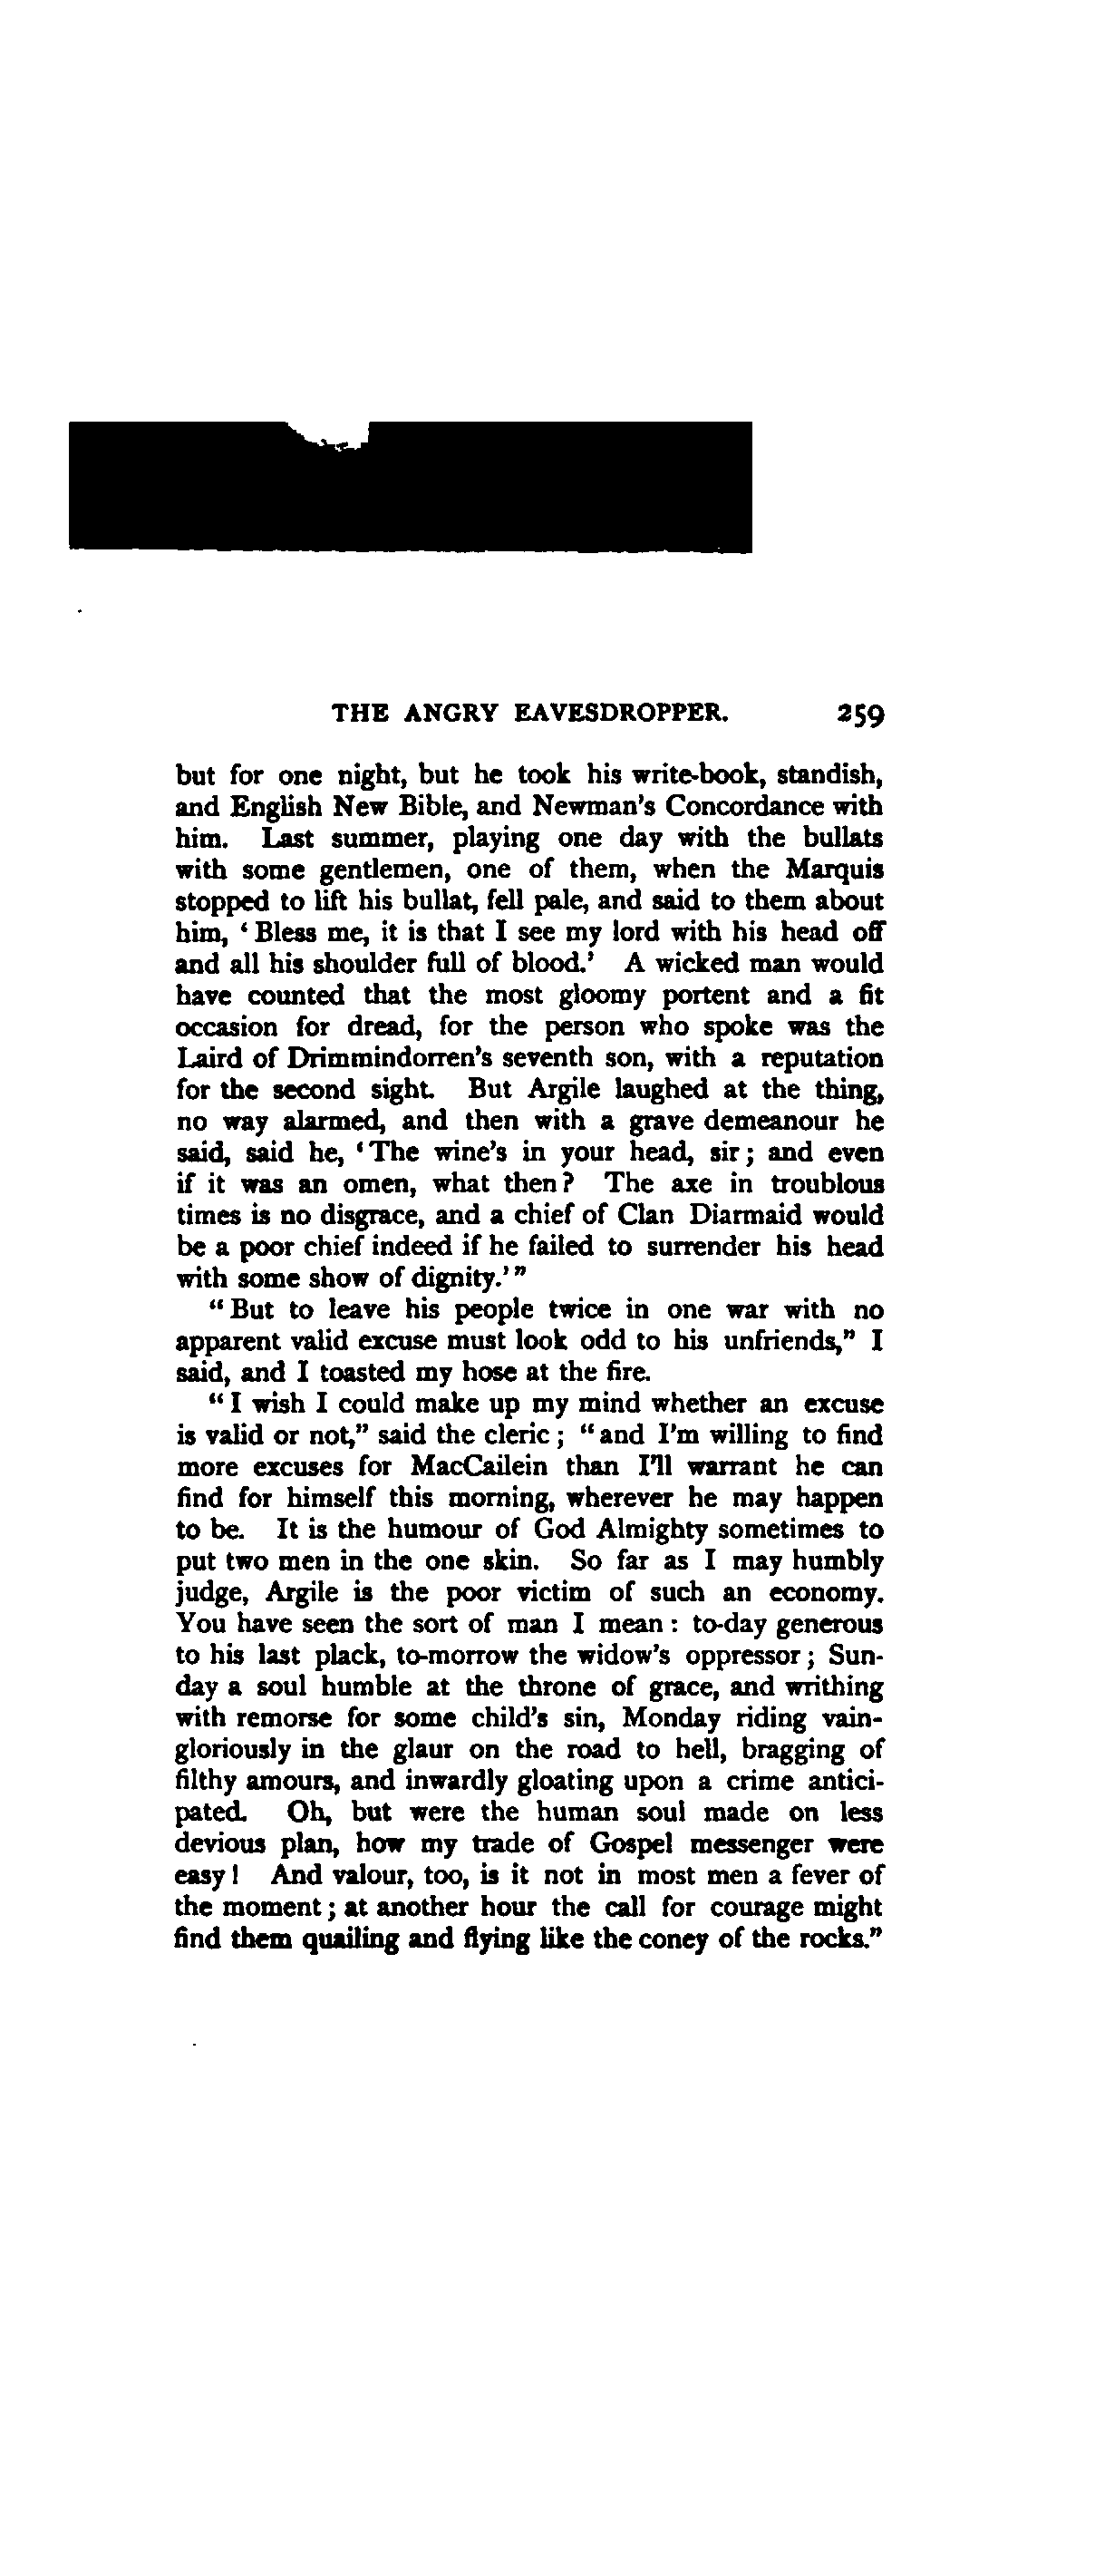 THE ANGRY EAVESDROPPER. 259
but for one night, but he took his write-book, standish,
and English New Bible, and Newman's Concordance with
him. Last summer, playing one day with the bullats
with some gentlemen, one of them, when the Marquis
stopped to lift his bullat, fell pale, and said to them about
him, ‘Bless me, it is that I see my lord with his head off
and all his shoulder full of blood.’ A wicked man would
have counted that the most gloomy portent and a fit
occasion for dread, for the person who spoke was the
Laird of Drimmindorren's seventh son, with a reputation
for the second sight. But Argile laughed at the thing,
no way alarmed, and then with a grave demeanour he
said, said he, ‘The wine's in your head, sir; and even
if it was an omen, what then? The axe in troublous
times is no disgrace, and a chief of Clan Diarmaid would
be a poor chief indeed if he failed to surrender his head
with some show of dignity.’”
“But to leave his people twice in one war with no
apparent valid excuse must look odd to his unfriends,” I
said, and I toasted my hose at the fire.
“I wish I could make up my mind whether an excuse
is valid or not,” said the cleric; “and I'm willing to find
more excuses for MacCailein than I'll warrant he can
find for himself this morning, wherever he may happen
to be. It is the humour of God Almighty sometimes to
put two men in the one skin. So far as I may humbly
judge, Argile is the poor victim of such an economy.
You have seen the sort of man I mean: to-day generous
to his last plack, to-morrow the widow's oppressor; Sun-
day a soul humble at the throne of grace, and writhing
with remorse for some child's sin, Monday riding vain-
gloriously in the glaur on the road to hell, bragging of
filthy amours, and inwardly gloating upon a crime antici-
pated. Oh, but were the human soul made on less
devious plan, how my trade of Gospel messenger were
easy! And valour, too, is it not in most men a fever of
the moment; at another hour the call for courage might
find them quailing and flying like the coney of the rocks.”